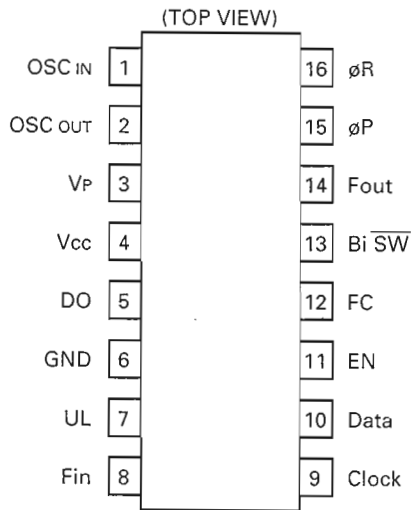 (TOP VIEW)
OSC IN 1 16 øR
OSC OUT 2 15 øP
VP 3 14 Fout
Vcc 4 13 Bi S̅W̅
DO 5 12 FC
GND 6 11 EN
UL 7 10 Data
Fin 8 9 Clock